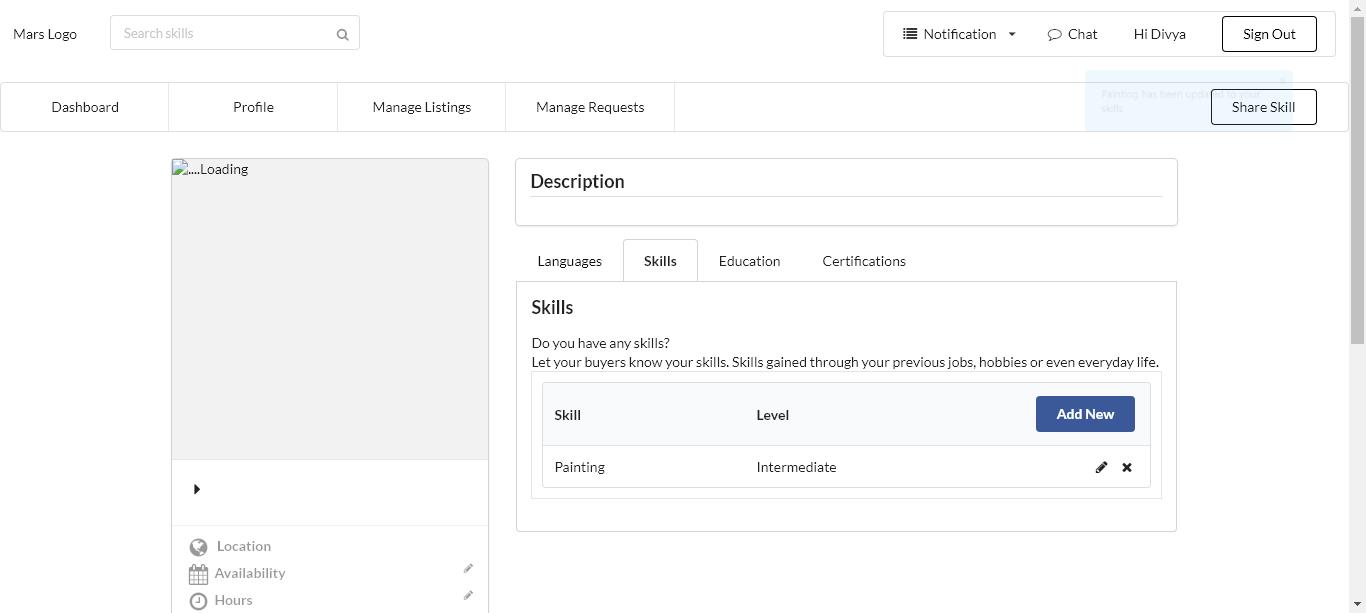 Mars Logo
Search skills
Notification
Chat
Hi Divya
Sign Out
Dashboard
Profile
Manage Listings
Manage Requests
Painting has been updated to your
skills
Share Skill
....Loading
Description
Languages
Skills
Education
Certifications
Skills
Do you have any skills?
Let your buyers know your skills. Skills gained through your previous jobs, hobbies or even everyday life.
Skill
Level
Add New
Painting
Intermediate
Location
Availability
Hours